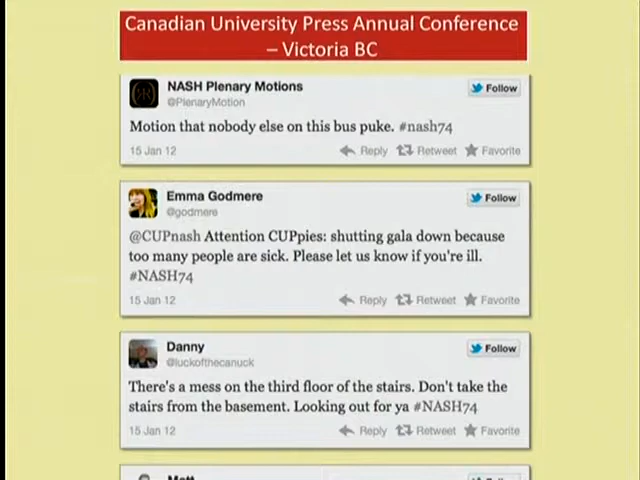 Canadian University Press Annual Conference
– Victoria BC
NASH Plenary Motions
Follow
@PlenaryMotion
Motion that nobody else on this bus puke. #nash74
15 Jan 12
Reply Retweet Favorite
Emma Godmere
Follow
@godmere
@CUPnash Attention CUPpies: shutting gala down because
too many people are sick. Please let us know if you're ill.
#NASH74
15 Jan 12
Reply Retweet Favorite
Danny
Follow
@luckofthecanuck
There's a mess on the third floor of the stairs. Don't take the
stairs from the basement. Looking out for ya #NASH74
15 Jan 12
Reply Retweet Favorite